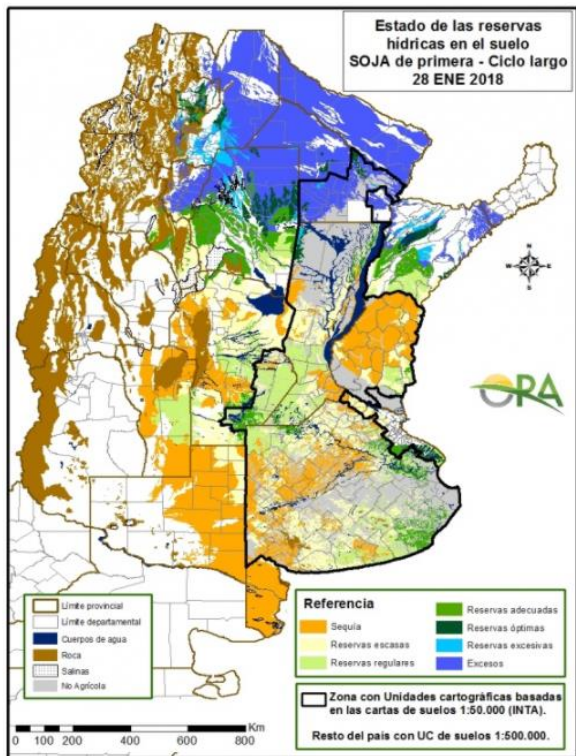 Estado de las reservas
hídricas en el suelo
SOJA de primera - Ciclo largo
28 ENE 2018
N
W
E
S
ORA
Límite provincial
Límite departamental
Cuerpos de agua
Roca
Salinas
No Agrícola
Referencia
Sequía
Reservas escasas
Reservas regulares
Reservas adecuadas
Reservas óptimas
Reservas excesivas
Excesos
Zona con Unidades cartográficas basadas
en las cartas de suelos 1:50.000 (INTA).
Resto del país con UC de suelos 1:500.000.
0 100 200 400 600 800
Km